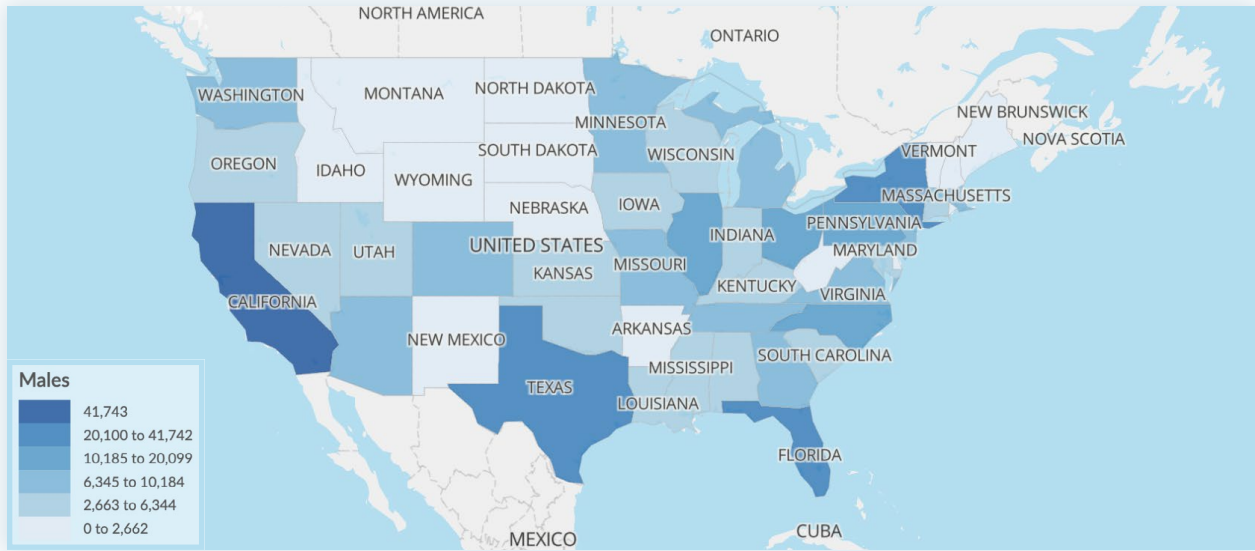 NORTH AMERICA
ONTARIO
WASHINGTON
MONTANA
NORTH DAKOTA
NEW BRUNSWICK
MINNESOTA
NOVA SCOTIA
OREGON
SOUTH DAKOTA
WISCONSIN
VERMONT
IDAHO
WYOMING
MASSACHUSETTS
NEBRASKA
IOWA
PENNSYLVANIA
NEVADA
UTAH
UNITED STATES
INDIANA
MARYLAND
KANSAS
MISSOURI
KENTUCKY
VIRGINIA
CALIFORNIA
NEW MEXICO
ARKANSAS
SOUTH CAROLINA
MISSISSIPPI
TEXAS
LOUISIANA
FLORIDA
CUBA
MEXICO
Males
41,743
20,100 to 41,742
10,185 to 20,099
6,345 to 10,184
2,663 to 6,344
0 to 2,662